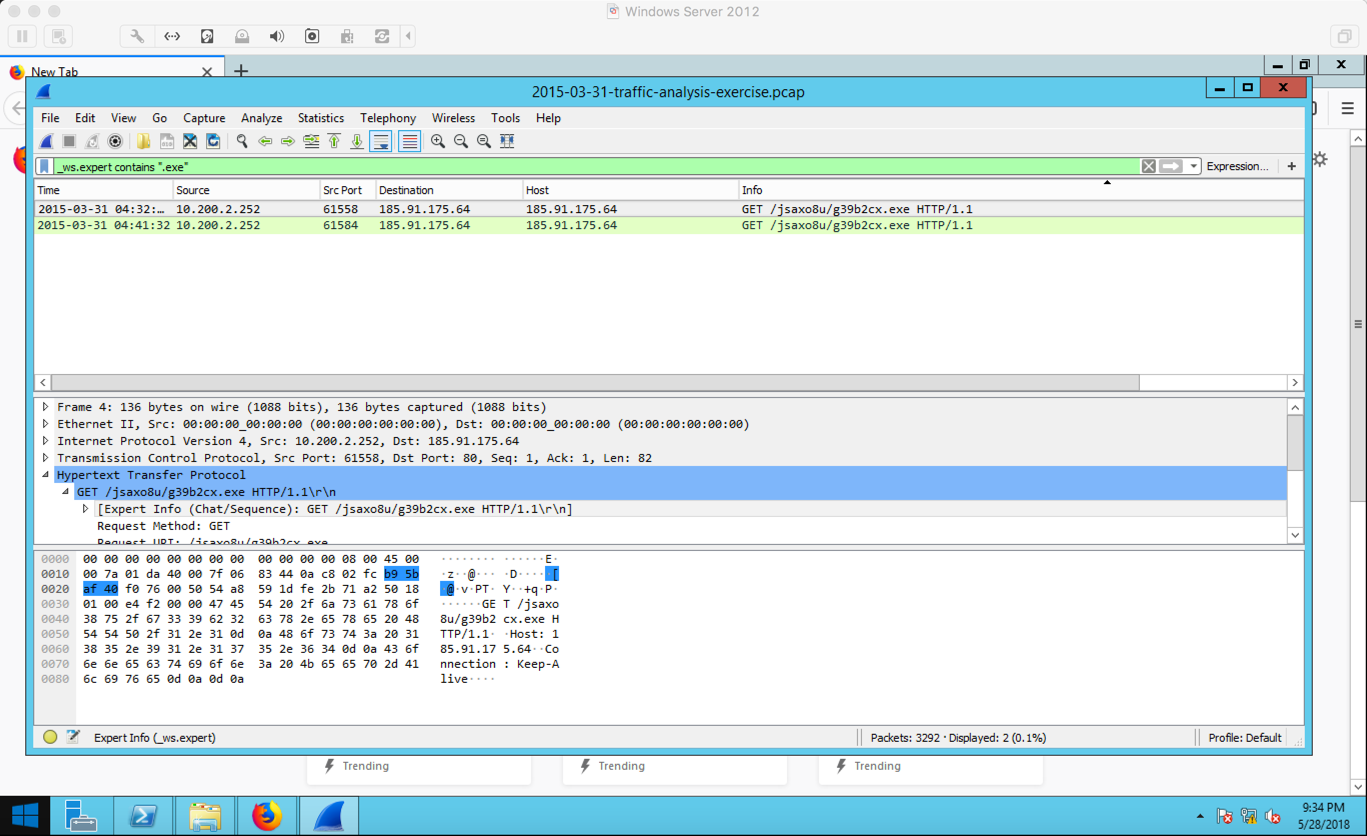 Windows Server 2012
New Tab
2015-03-31-traffic-analysis-exercise.pcap
File Edit View Go Capture Analyze Statistics Telephony Wireless Tools Help
_ws.expert contains ".exe" Expression... +
Time Source Src Port Destination Host Info
2015-03-31 04:32:… 10.200.2.252 61558 185.91.175.64 185.91.175.64 GET /jsaxo8u/g39b2cx.exe HTTP/1.1
2015-03-31 04:41:32 10.200.2.252 61584 185.91.175.64 185.91.175.64 GET /jsaxo8u/g39b2cx.exe HTTP/1.1
Frame 4: 136 bytes on wire (1088 bits), 136 bytes captured (1088 bits)
Ethernet II, Src: 00:00:00_00:00:00 (00:00:00:00:00:00), Dst: 00:00:00_00:00:00 (00:00:00:00:00:00)
Internet Protocol Version 4, Src: 10.200.2.252, Dst: 185.91.175.64
Transmission Control Protocol, Src Port: 61558, Dst Port: 80, Seq: 1, Ack: 1, Len: 82
Hypertext Transfer Protocol
GET /jsaxo8u/g39b2cx.exe HTTP/1.1\r\n
[Expert Info (Chat/Sequence): GET /jsaxo8u/g39b2cx.exe HTTP/1.1\r\n]
Request Method: GET
Request URI: /jsaxo8u/g39b2cx.exe
0000 00 00 00 00 00 00 00 00 00 00 00 00 08 00 45 00 ········ ······E·
0010 00 7a 01 da 40 00 7f 06 83 44 0a c8 02 fc b9 5b ·z··@··· ·D·····[
0020 af 40 f0 76 00 50 54 a8 59 1d fe 2b 71 a2 50 18 ·@·v·PT· Y··+q·P·
0030 01 00 e4 f2 00 00 47 45 54 20 2f 6a 73 61 78 6f ······GE T /jsaxo
0040 38 75 2f 67 33 39 62 32 63 78 2e 65 78 65 20 48 8u/g39b2 cx.exe H
0050 54 54 50 2f 31 2e 31 0d 0a 48 6f 73 74 3a 20 31 TTP/1.1· ·Host: 1
0060 38 35 2e 39 31 2e 31 37 35 2e 36 34 0d 0a 43 6f 85.91.17 5.64··Co
0070 6e 6e 65 63 74 69 6f 6e 3a 20 4b 65 65 70 2d 41 nnection : Keep-A
0080 6c 69 76 65 0d 0a 0d 0a live····
Expert Info (_ws.expert) Packets: 3292 · Displayed: 2 (0.1%) Profile: Default
Trending Trending Trending
9:34 PM
5/28/2018